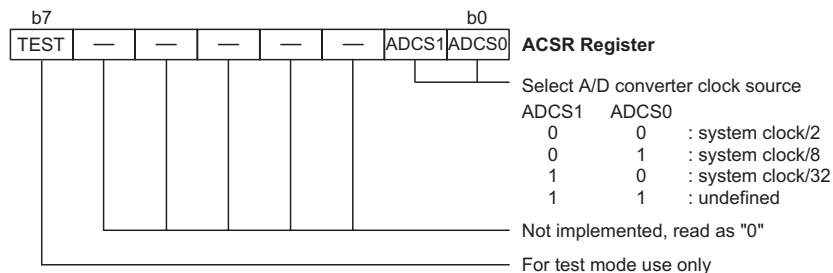 b7 b0
TEST — — — — — ADCS1 ADCS0 ACSR Register
Select A/D converter clock source
ADCS1 ADCS0
0 0 : system clock/2
0 1 : system clock/8
1 0 : system clock/32
1 1 : undefined
Not implemented, read as "0"
For test mode use only